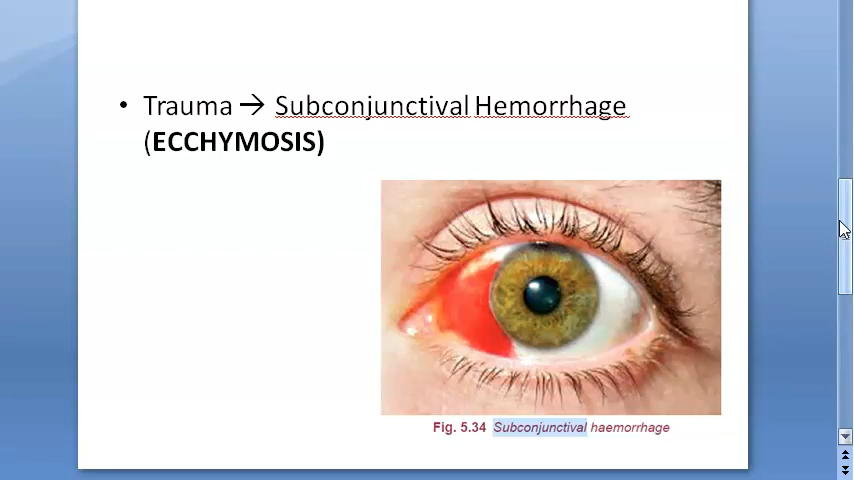 • Trauma → Subconjunctival Hemorrhage
(ECCHYMOSIS)
Fig. 5.34 Subconjunctival haemorrhage